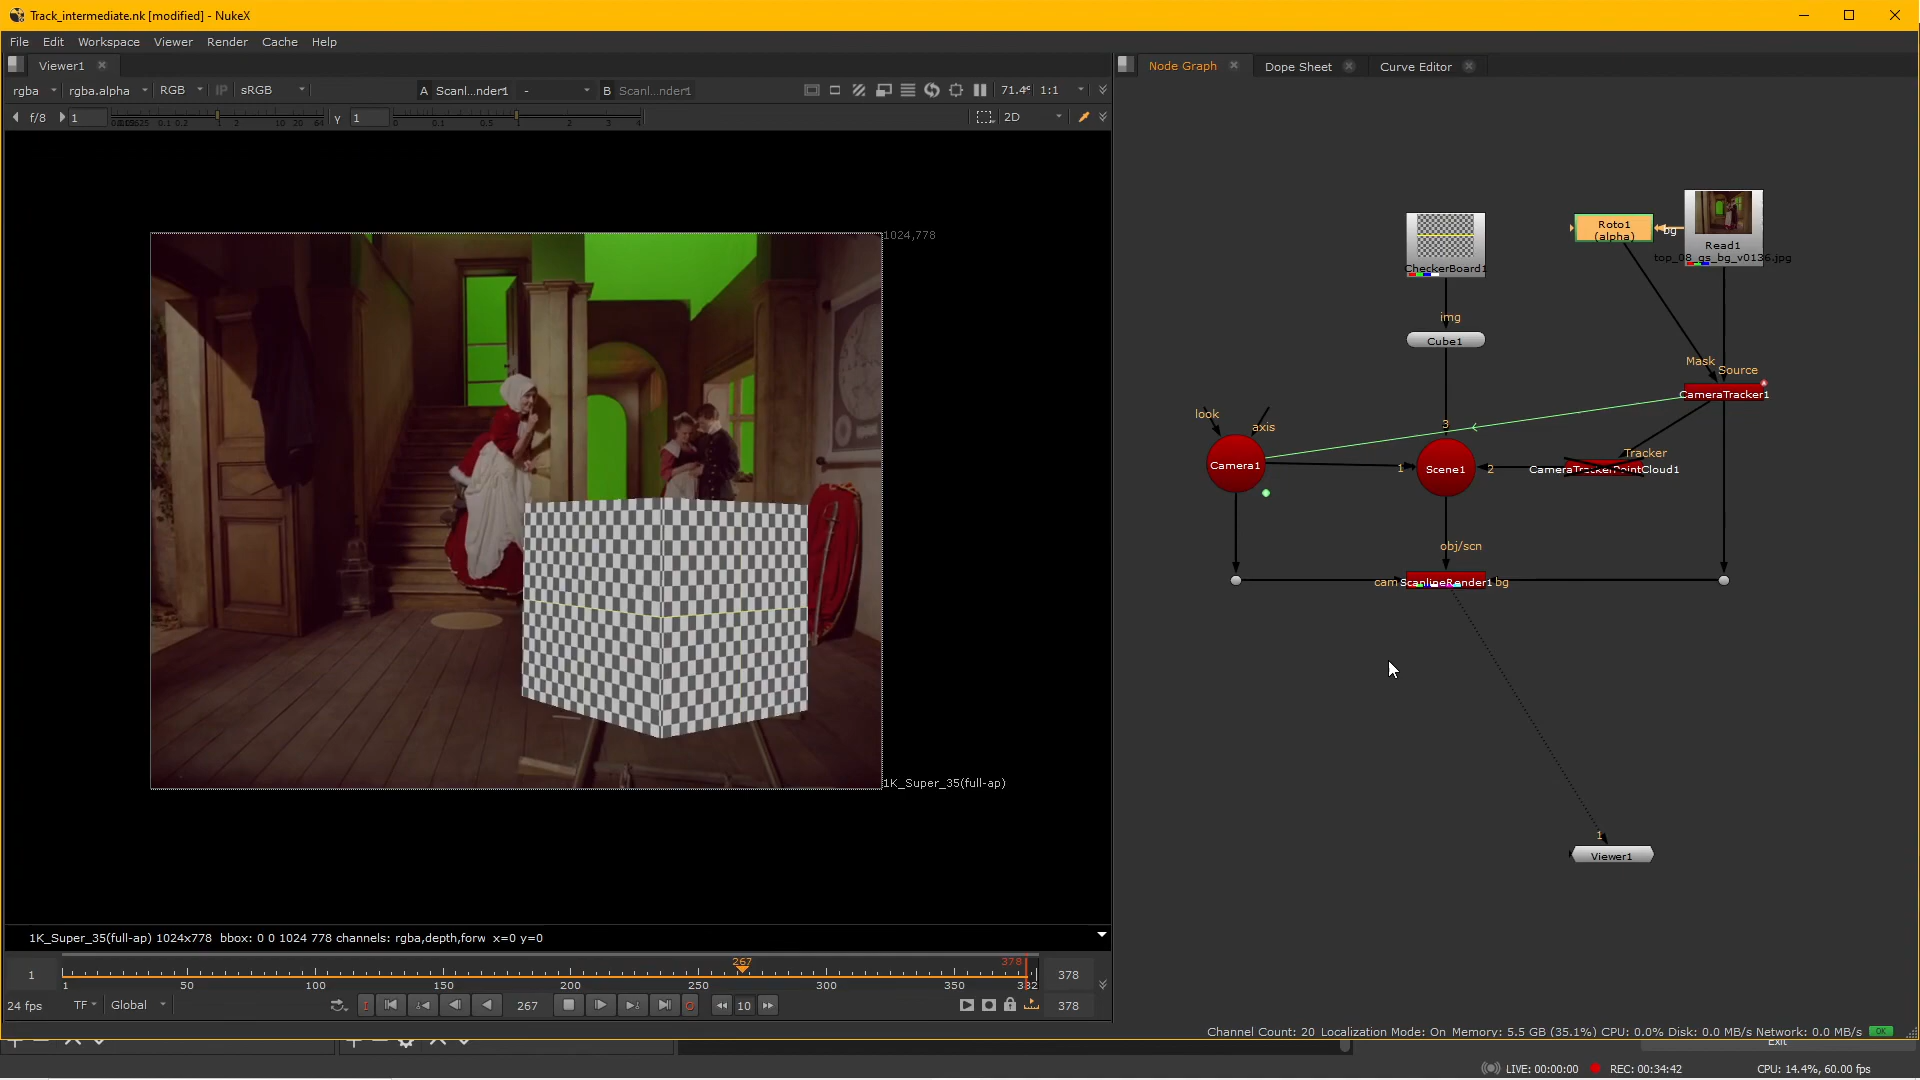 Track_intermediate.nk [modified] - NukeX
File Edit Workspace Viewer Render Cache Help
Viewer1
rgba rgba.alpha RGB IP sRGB A Scanl...nder1 - B Scanl...nder1 71.4 1:1
f/8 1 γ 1 2D
1024,778
1K_Super_35(full-ap)
1K_Super_35(full-ap) 1024x778 bbox: 0 0 1024 778 channels: rgba,depth,forw x=0 y=0
267 378
1 378
1 50 100 150 200 250 300 350 382
24 fps TF Global 267 10 378
Node Graph Dope Sheet Curve Editor
CheckerBoard1
Roto1
(alpha)
bg
Read1
top_08_gs_bg_v0136.jpg
img
Cube1
Mask
Source
CameraTracker1
look
axis
3
Camera1
1
Scene1
2
Tracker
CameraTrackerPointCloud1
obj/scn
cam
ScanlineRender1
bg
1
Viewer1
Channel Count: 20 Localization Mode: On Memory: 5.5 GB (35.1%) CPU: 0.0% Disk: 0.0 MB/s Network: 0.0 MB/s OK
Exit
LIVE: 00:00:00 REC: 00:34:42 CPU: 14.4%, 60.00 fps